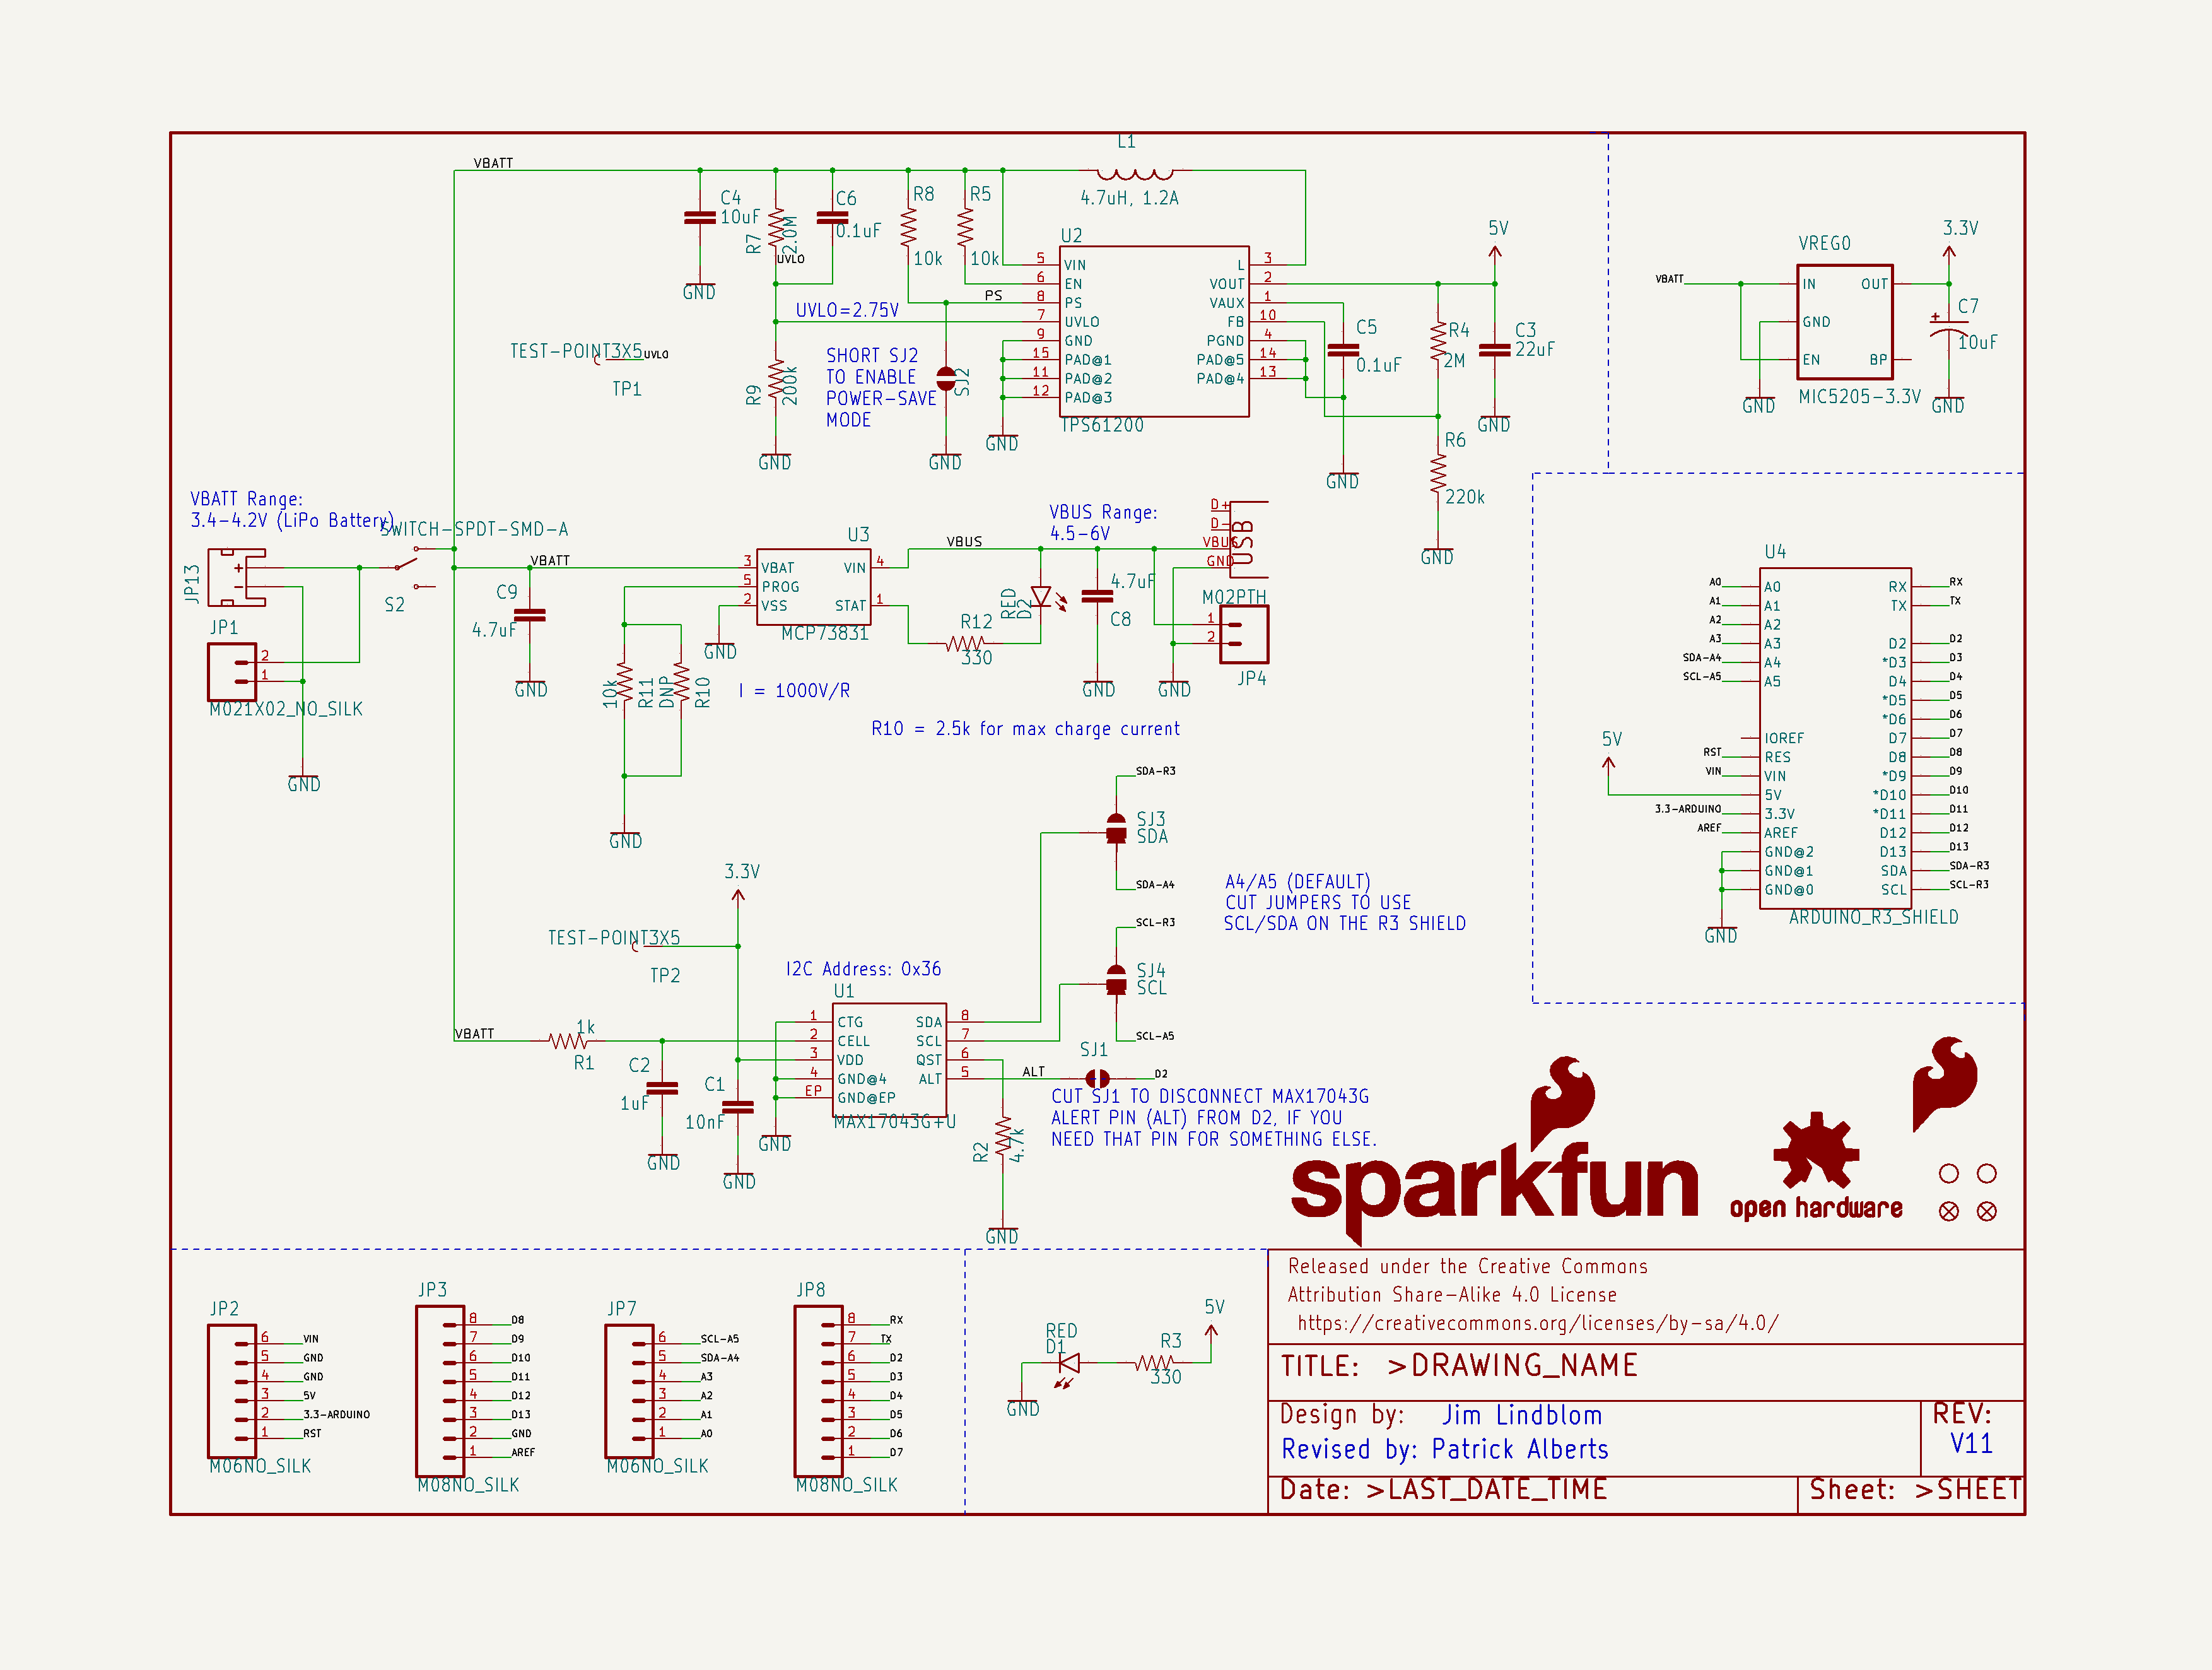 L1
4.7uH, 1.2A
VBATT
C4
10uF
R7
2.0M
UVLO
C6
0.1uF
R8
10k
R5
10k
GND
PS
UVLO=2.75V
U2
5 VIN
6 EN
8 PS
7 UVLO
9 GND
15 PAD@1
11 PAD@2
12 PAD@3
L 3
VOUT 2
VAUX 1
FB 10
PGND 4
PAD@5 14
PAD@4 13
TPS61200
5V
C5
0.1uF
R4
2M
C3
22uF
GND
R6
220k
GND
GND
TEST-POINT3X5
UVLO
TP1
R9
200k
GND
SHORT SJ2
TO ENABLE
POWER-SAVE
MODE
SJ2
GND
GND
VREG0
VBATT
IN
GND
EN
OUT
BP
MIC5205-3.3V
3.3V
C7
10uF
GND
GND
VBATT Range:
3.4-4.2V (LiPo Battery)
SWITCH-SPDT-SMD-A
S2
JP13
+
-
JP1
2
1
M021X02_NO_SILK
GND
VBATT
C9
4.7uF
GND
U3
3 VBAT
5 PROG
2 VSS
VIN 4
STAT 1
MCP73831
GND
10k
R11
DNP
R10
GND
I = 1000V/R
R10 = 2.5k for max charge current
VBUS
VBUS Range:
4.5-6V
RED
D2
R12
330
4.7uF
C8
GND
D+
D-
VBUS
GND
USB
M02PTH
1
2
JP4
GND
U4
A0 A0
A1 A1
A2 A2
A3 A3
SDA-A4 A4
SCL-A5 A5
IOREF
RST RES
VIN VIN
5V
5V
3.3-ARDUINO 3.3V
AREF AREF
GND@2
GND@1
GND@0
GND
RX RX
TX TX
D2 D2
*D3 D3
D4 D4
*D5 D5
*D6 D6
D7 D7
D8 D8
*D9 D9
*D10 D10
*D11 D11
D12 D12
D13 D13
SDA SDA-R3
SCL SCL-R3
ARDUINO_R3_SHIELD
SDA-R3
SJ3
SDA
SDA-A4
SCL-R3
SJ4
SCL
SCL-A5
A4/A5 (DEFAULT)
CUT JUMPERS TO USE
SCL/SDA ON THE R3 SHIELD
3.3V
TEST-POINT3X5
TP2
I2C Address: 0x36
U1
1 CTG
2 CELL
3 VDD
4 GND@4
EP GND@EP
SDA 8
SCL 7
QST 6
ALT 5
MAX17043G+U
VBATT
1k
R1
C2
1uF
GND
C1
10nF
GND
GND
R2
4.7k
GND
ALT
SJ1
D2
CUT SJ1 TO DISCONNECT MAX17043G
ALERT PIN (ALT) FROM D2, IF YOU
NEED THAT PIN FOR SOMETHING ELSE.
sparkfun
open hardware
JP2
6 VIN
5 GND
4 GND
3 5V
2 3.3-ARDUINO
1 RST
M06NO_SILK
JP3
8 D8
7 D9
6 D10
5 D11
4 D12
3 D13
2 GND
1 AREF
M08NO_SILK
JP7
6 SCL-A5
5 SDA-A4
4 A3
3 A2
2 A1
1 A0
M06NO_SILK
JP8
8 RX
7 TX
6 D2
5 D3
4 D4
3 D5
2 D6
1 D7
M08NO_SILK
RED
D1
GND
R3
330
5V
Released under the Creative Commons
Attribution Share-Alike 4.0 License
https://creativecommons.org/licenses/by-sa/4.0/
TITLE: >DRAWING_NAME
Design by: Jim Lindblom
Revised by: Patrick Alberts
REV:
V11
Date: >LAST_DATE_TIME
Sheet: >SHEET